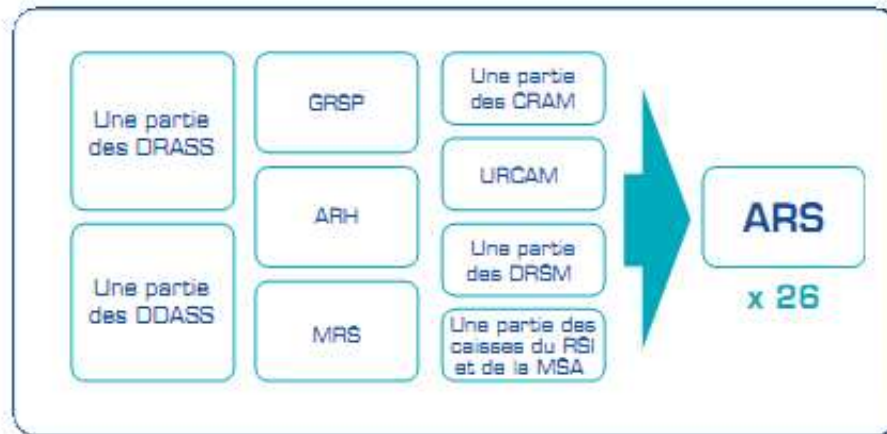 Une partie
des DRASS
Une partie
des DDASS
GRSP
ARH
MRS
Une partie
des CRAM
URCAM
Une partie
des DRSM
Une partie des
caisses du RSI
et de la MSA
ARS
x 26